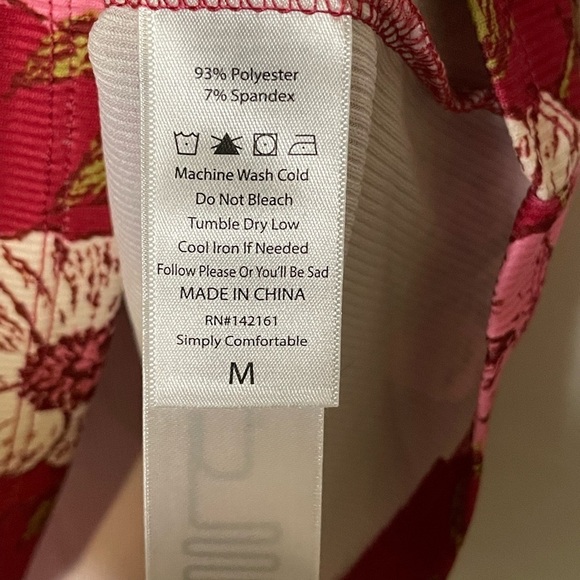 93% Polyester
7% Spandex
Machine Wash Cold
Do Not Bleach
Tumble Dry Low
Cool Iron If Needed
Follow Please Or You'll Be Sad
MADE IN CHINA
RN#142161
Simply Comfortable
M